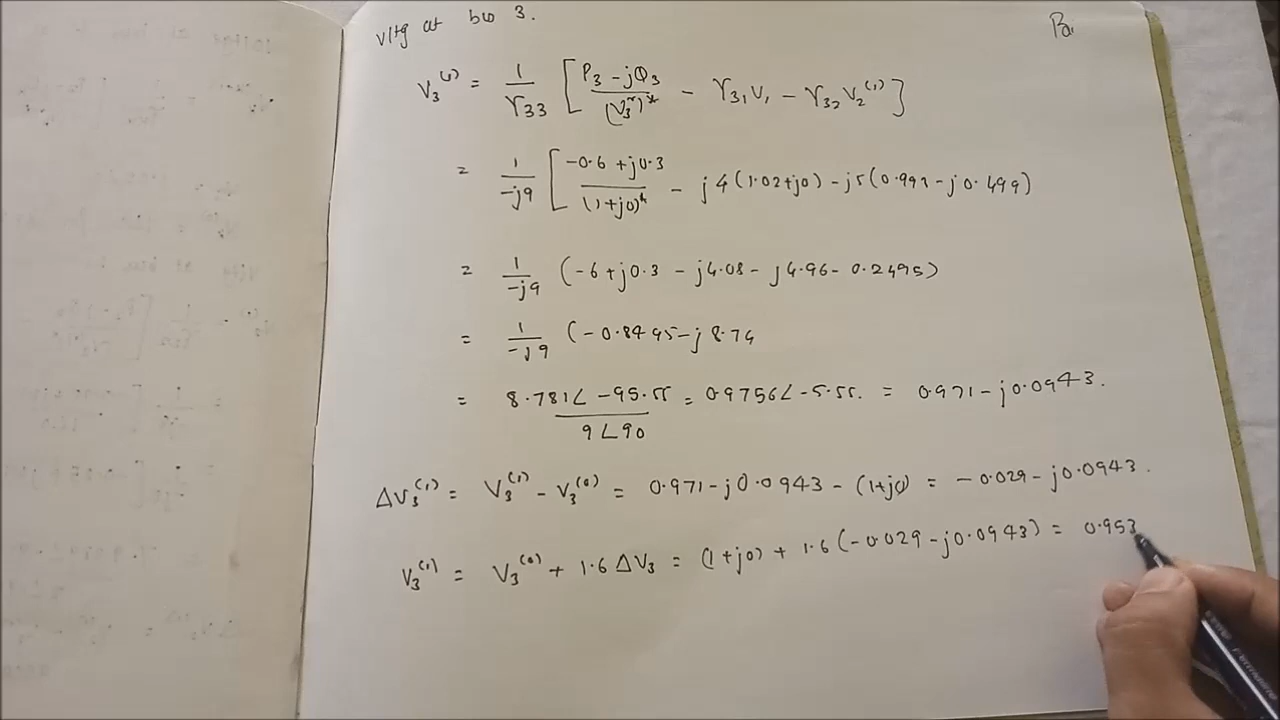 Vltg at bus 3.
V₃⁽¹⁾ = 1/Y₃₃ [ P₃ - jQ₃ / (V₃⁰)* - Y₃₁V₁ - Y₃₂V₂⁽¹⁾ ]
= 1/-j9 [ -0.6 + j0.3 / (1+j0)* - j4(1.02+j0) - j5(0.992 - j0.0499) ]
= 1/-j9 (-6 + j0.3 - j4.08 - j4.96 - 0.2495)
= 1/-j9 (-0.8495 - j8.74
= 8.781∠-95.55 / 9∠90 = 0.9756∠-5.55. = 0.971 - j0.0943.
ΔV₃⁽¹⁾ = V₃⁽¹⁾ - V₃⁽⁰⁾ = 0.971 - j0.0943 - (1+j0) = -0.029 - j0.0943.
V₃⁽¹⁾ = V₃⁽⁰⁾ + 1.6 ΔV₃ = (1+j0) + 1.6(-0.029 - j0.0943) = 0.953